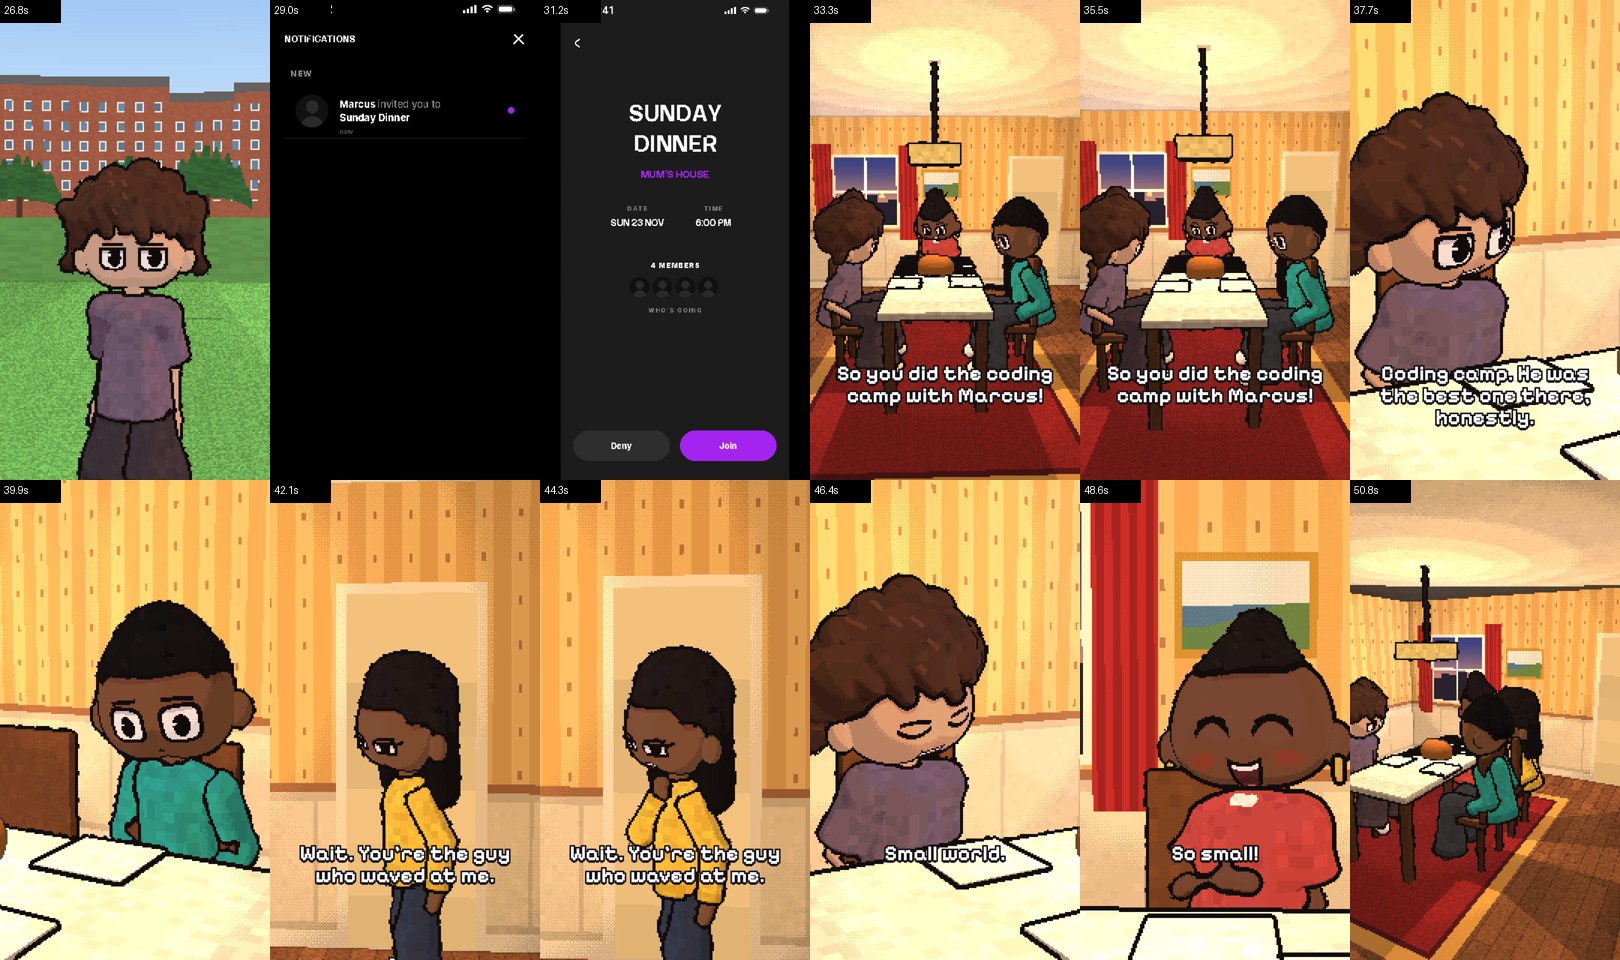 26.8s
29.0s
NOTIFICATIONS
NEW
Marcus invited you to
Sunday Dinner
now
31.2s
41
SUNDAY
DINNER
MUM'S HOUSE
DATE
TIME
SUN 23 NOV
6:00 PM
4 MEMBERS
WHO'S GOING
Deny
Join
33.3s
So you did the coding
camp with Marcus!
35.5s
So you did the coding
camp with Marcus!
37.7s
Coding camp. He was
the best one there,
honestly.
39.9s
42.1s
Wait. You're the guy
who waved at me.
44.3s
Wait. You're the guy
who waved at me.
46.4s
Small world.
48.6s
So small!
50.8s